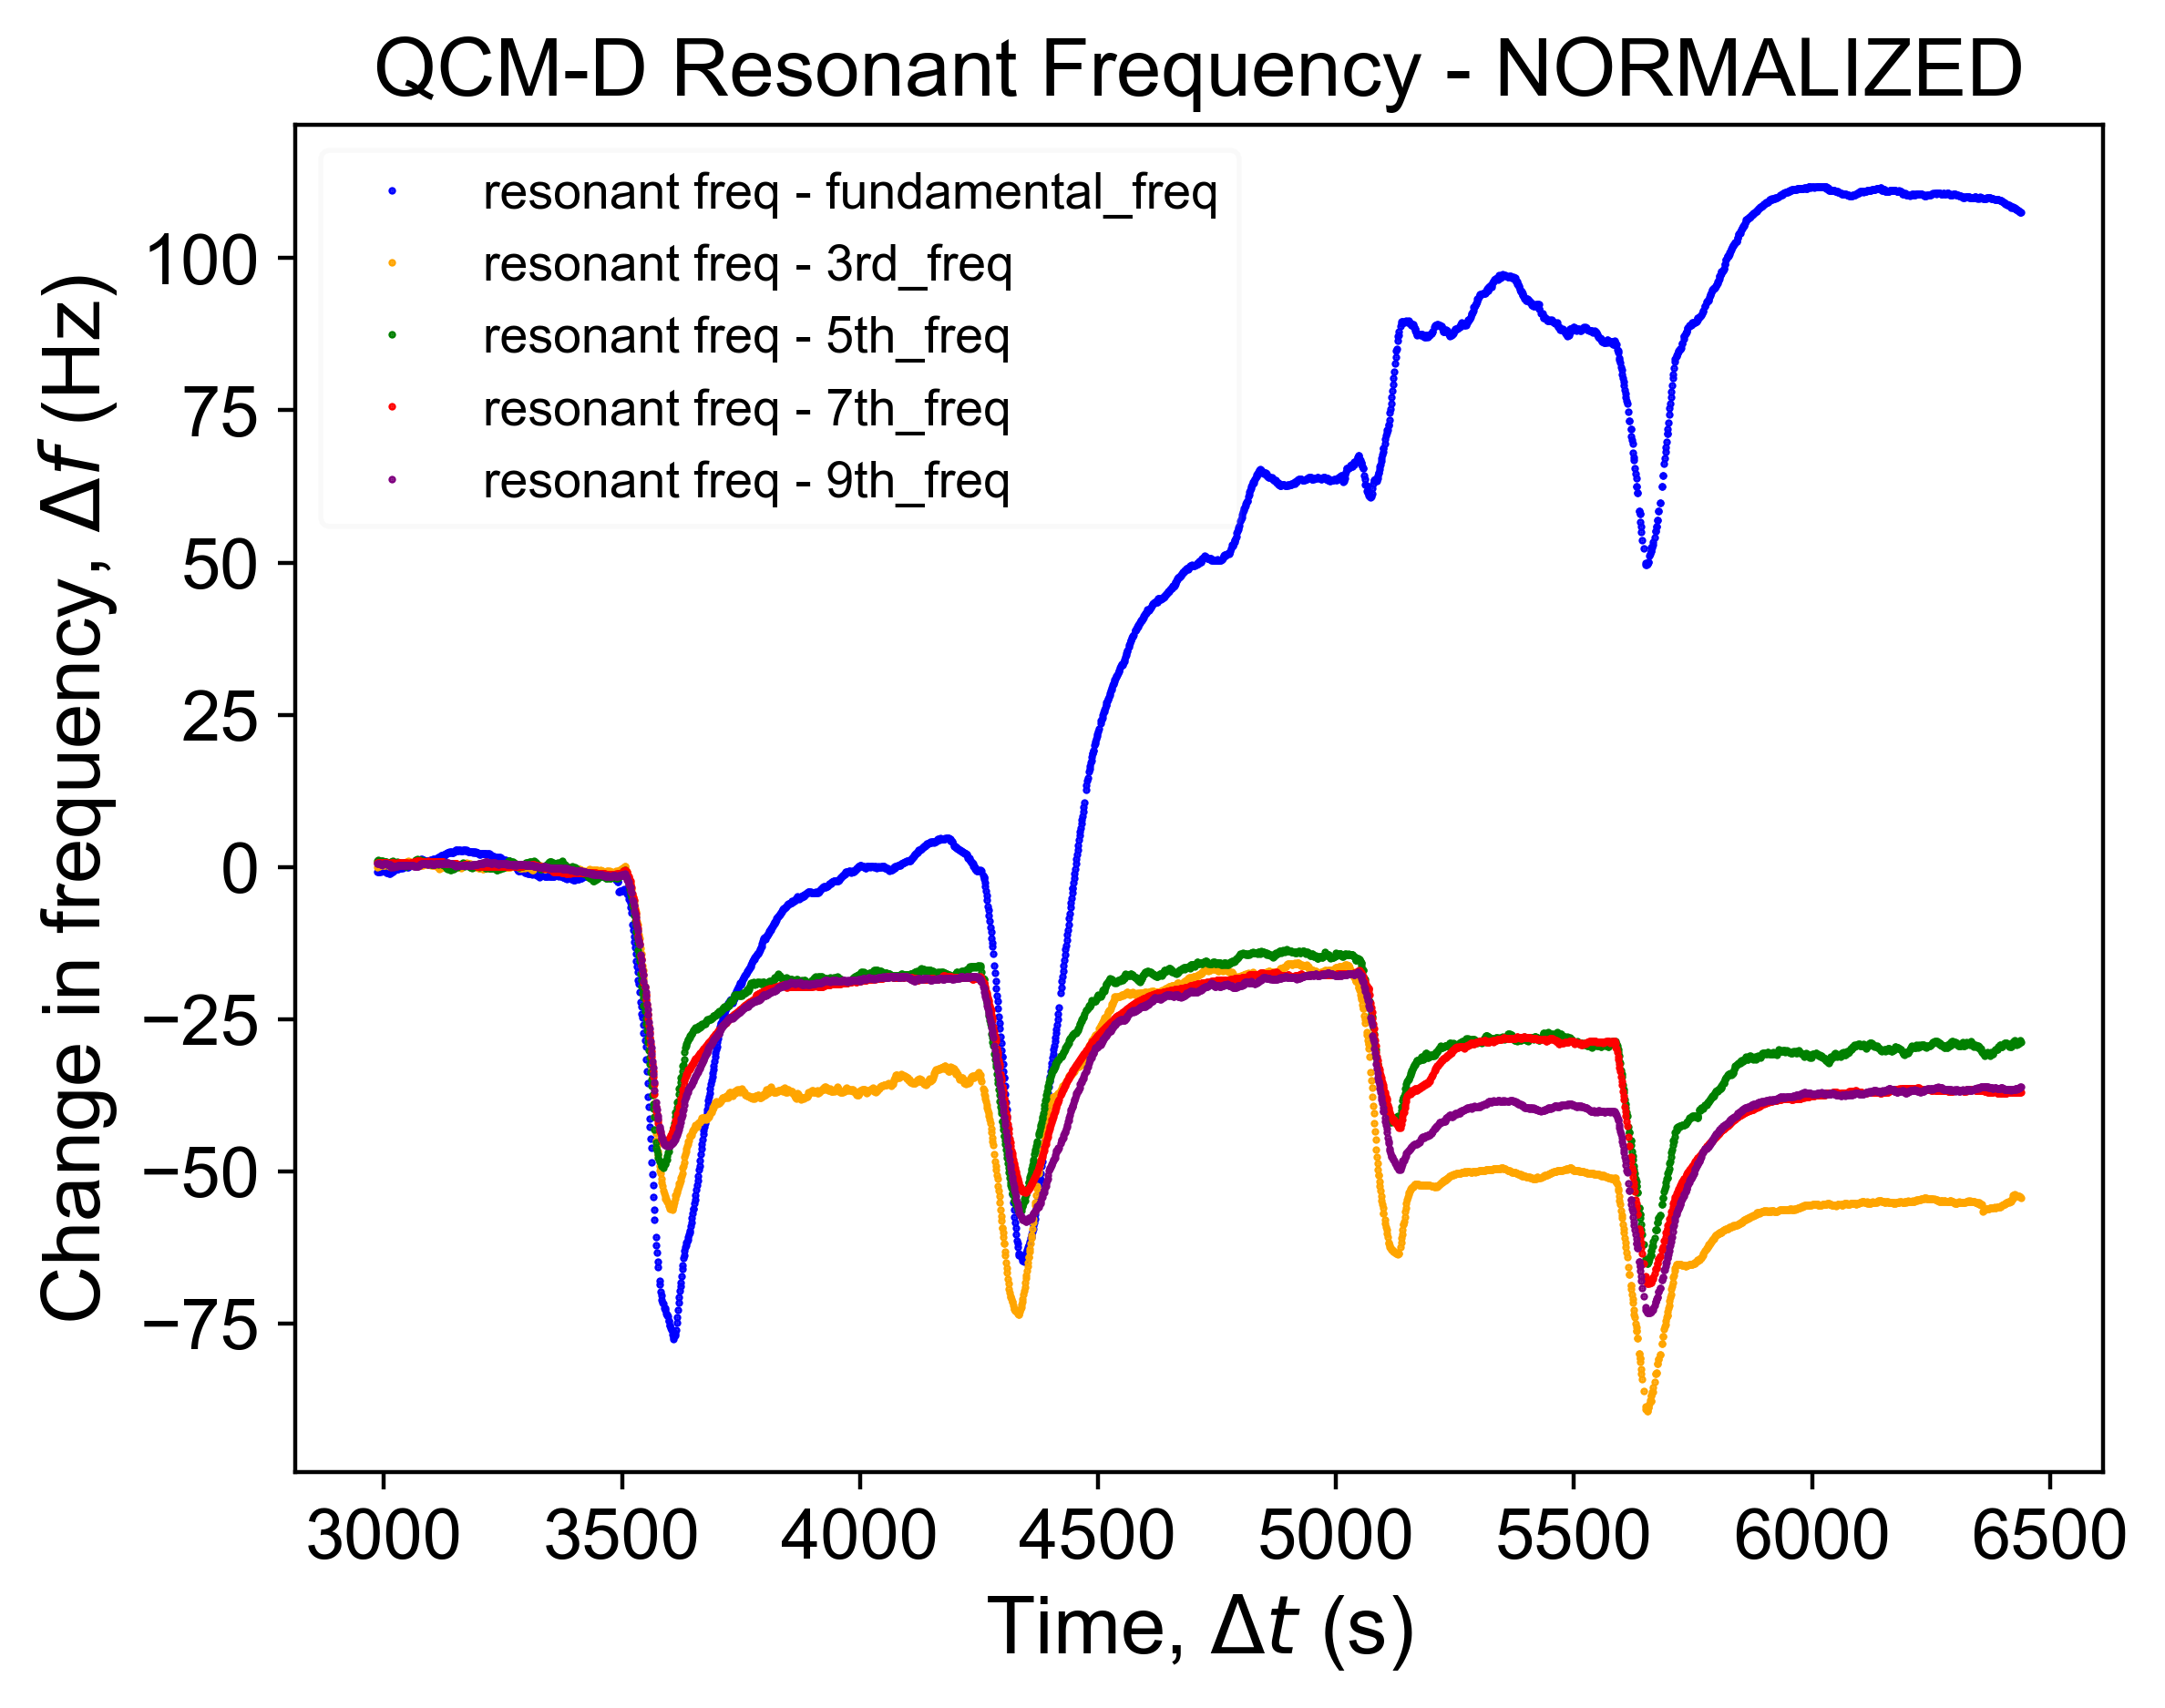 QCM-D Resonant Frequency - NORMALIZED
resonant freq - fundamental_freq
resonant freq - 3rd_freq
resonant freq - 5th_freq
resonant freq - 7th_freq
resonant freq - 9th_freq
Change in frequency, Δf (Hz)
100
75
50
25
0
−25
−50
−75
3000 3500 4000 4500 5000 5500 6000 6500
Time, Δt (s)